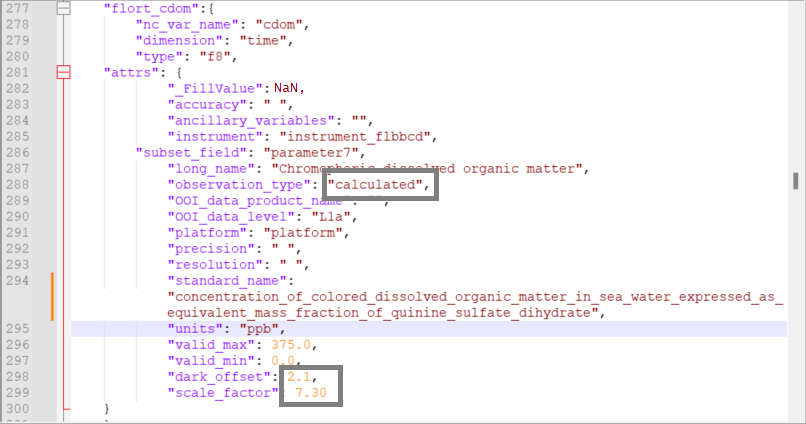 277 "flort_cdom":{
278 "nc_var_name": "cdom",
279 "dimension": "time",
280 "type": "f8",
281 "attrs": {
282 "_FillValue":NaN,
283 "accuracy": " ",
284 "ancillary_variables": "",
285 "instrument": "instrument_flbbcd",
286 "subset_field": "parameter7",
287 "long_name": "Chromophoric dissolved organic matter",
288 "observation_type": "calculated",
289 "OOI_data_product_name"
290 "OOI_data_level": "L1a",
291 "platform": "platform",
292 "precision": " ",
293 "resolution": " ",
294 "standard_name":
"concentration_of_colored_dissolved_organic_matter_in_sea_water_expressed_as_
equivalent_mass_fraction_of_quinine_sulfate_dihydrate",
295 "units": "ppb",
296 "valid_max": 375.0,
297 "valid_min": 0.0,
298 "dark_offset": 2.1,
299 "scale_factor": 7.30
300 }